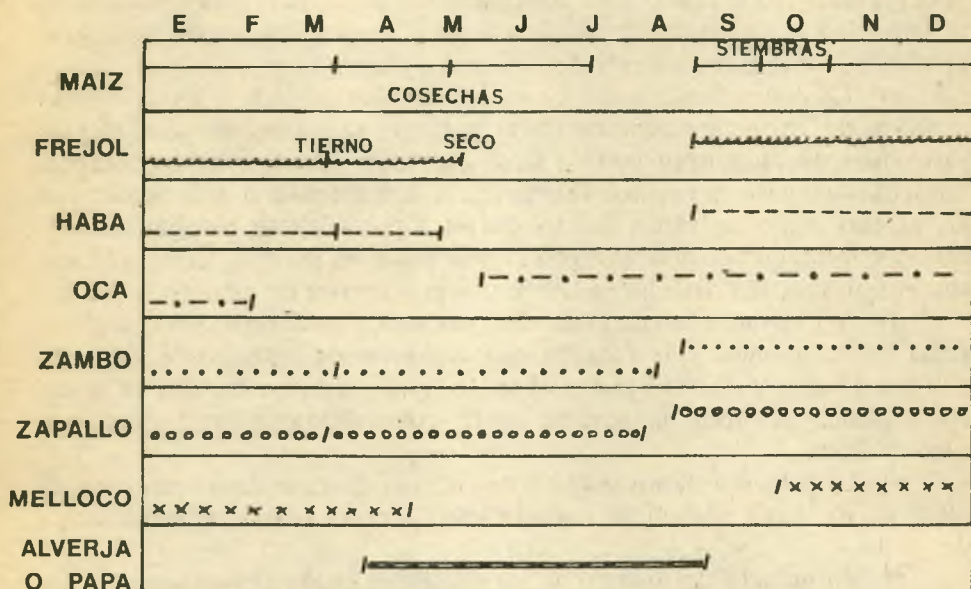 E F M A M J J A S O N D
SIEMBRAS
MAIZ
COSECHAS
FREJOL TIERNO SECO
HABA
OCA
ZAMBO
ZAPALLO
MELLOCO
ALVERJA
O PAPA